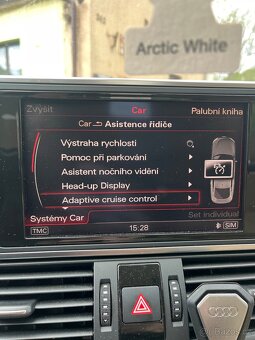 Arctic White
Zvýšit
Car
Palubní kniha
Car Asistence řidiče
Výstraha rychlosti
Pomoc při parkování
Asistent nočního vidění
Head-up Display
Adaptive cruise control
Systémy Car
Set individual
TMC
15:28
SIM